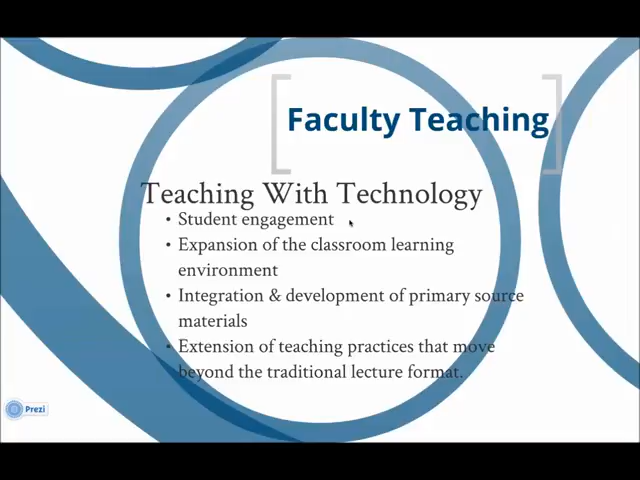 Faculty Teaching
Teaching With Technology
• Student engagement
• Expansion of the classroom learning
environment
• Integration & development of primary source
materials
• Extension of teaching practices that move
beyond the traditional lecture format.
Prezi